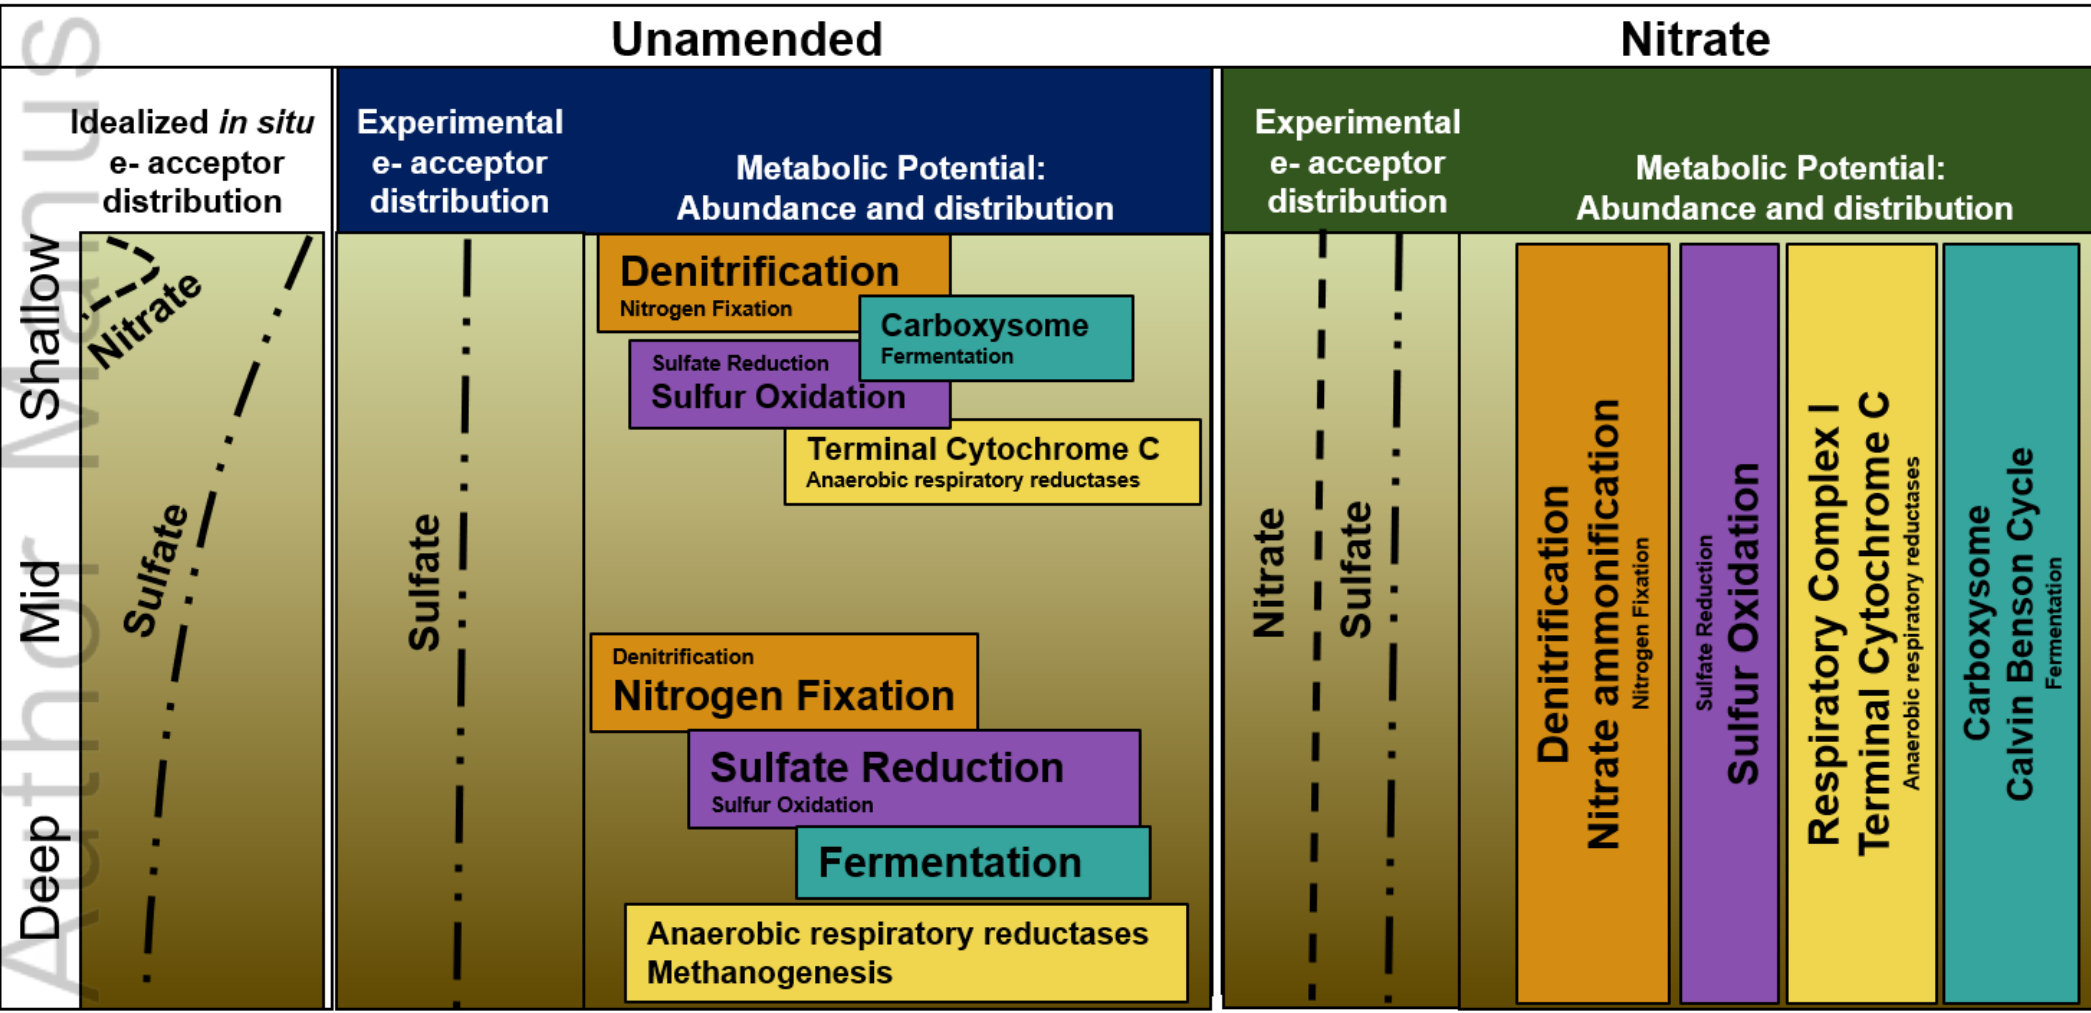 Unamended
Nitrate
Idealized in situ
e- acceptor
distribution
Experimental
e- acceptor
distribution
Metabolic Potential:
Abundance and distribution
Experimental
e- acceptor
distribution
Metabolic Potential:
Abundance and distribution
Shallow
Mid
Deep
Nitrate
Sulfate
Sulfate
Denitrification
Nitrogen Fixation
Carboxysome
Fermentation
Sulfate Reduction
Sulfur Oxidation
Terminal Cytochrome C
Anaerobic respiratory reductases
Denitrification
Nitrogen Fixation
Sulfate Reduction
Sulfur Oxidation
Fermentation
Anaerobic respiratory reductases
Methanogenesis
Nitrate
Sulfate
Denitrification
Nitrate ammonification
Nitrogen Fixation
Sulfate Reduction
Sulfur Oxidation
Respiratory Complex I
Terminal Cytochrome C
Anaerobic respiratory reductases
Carboxysome
Calvin Benson Cycle
Fermentation
Author Manus